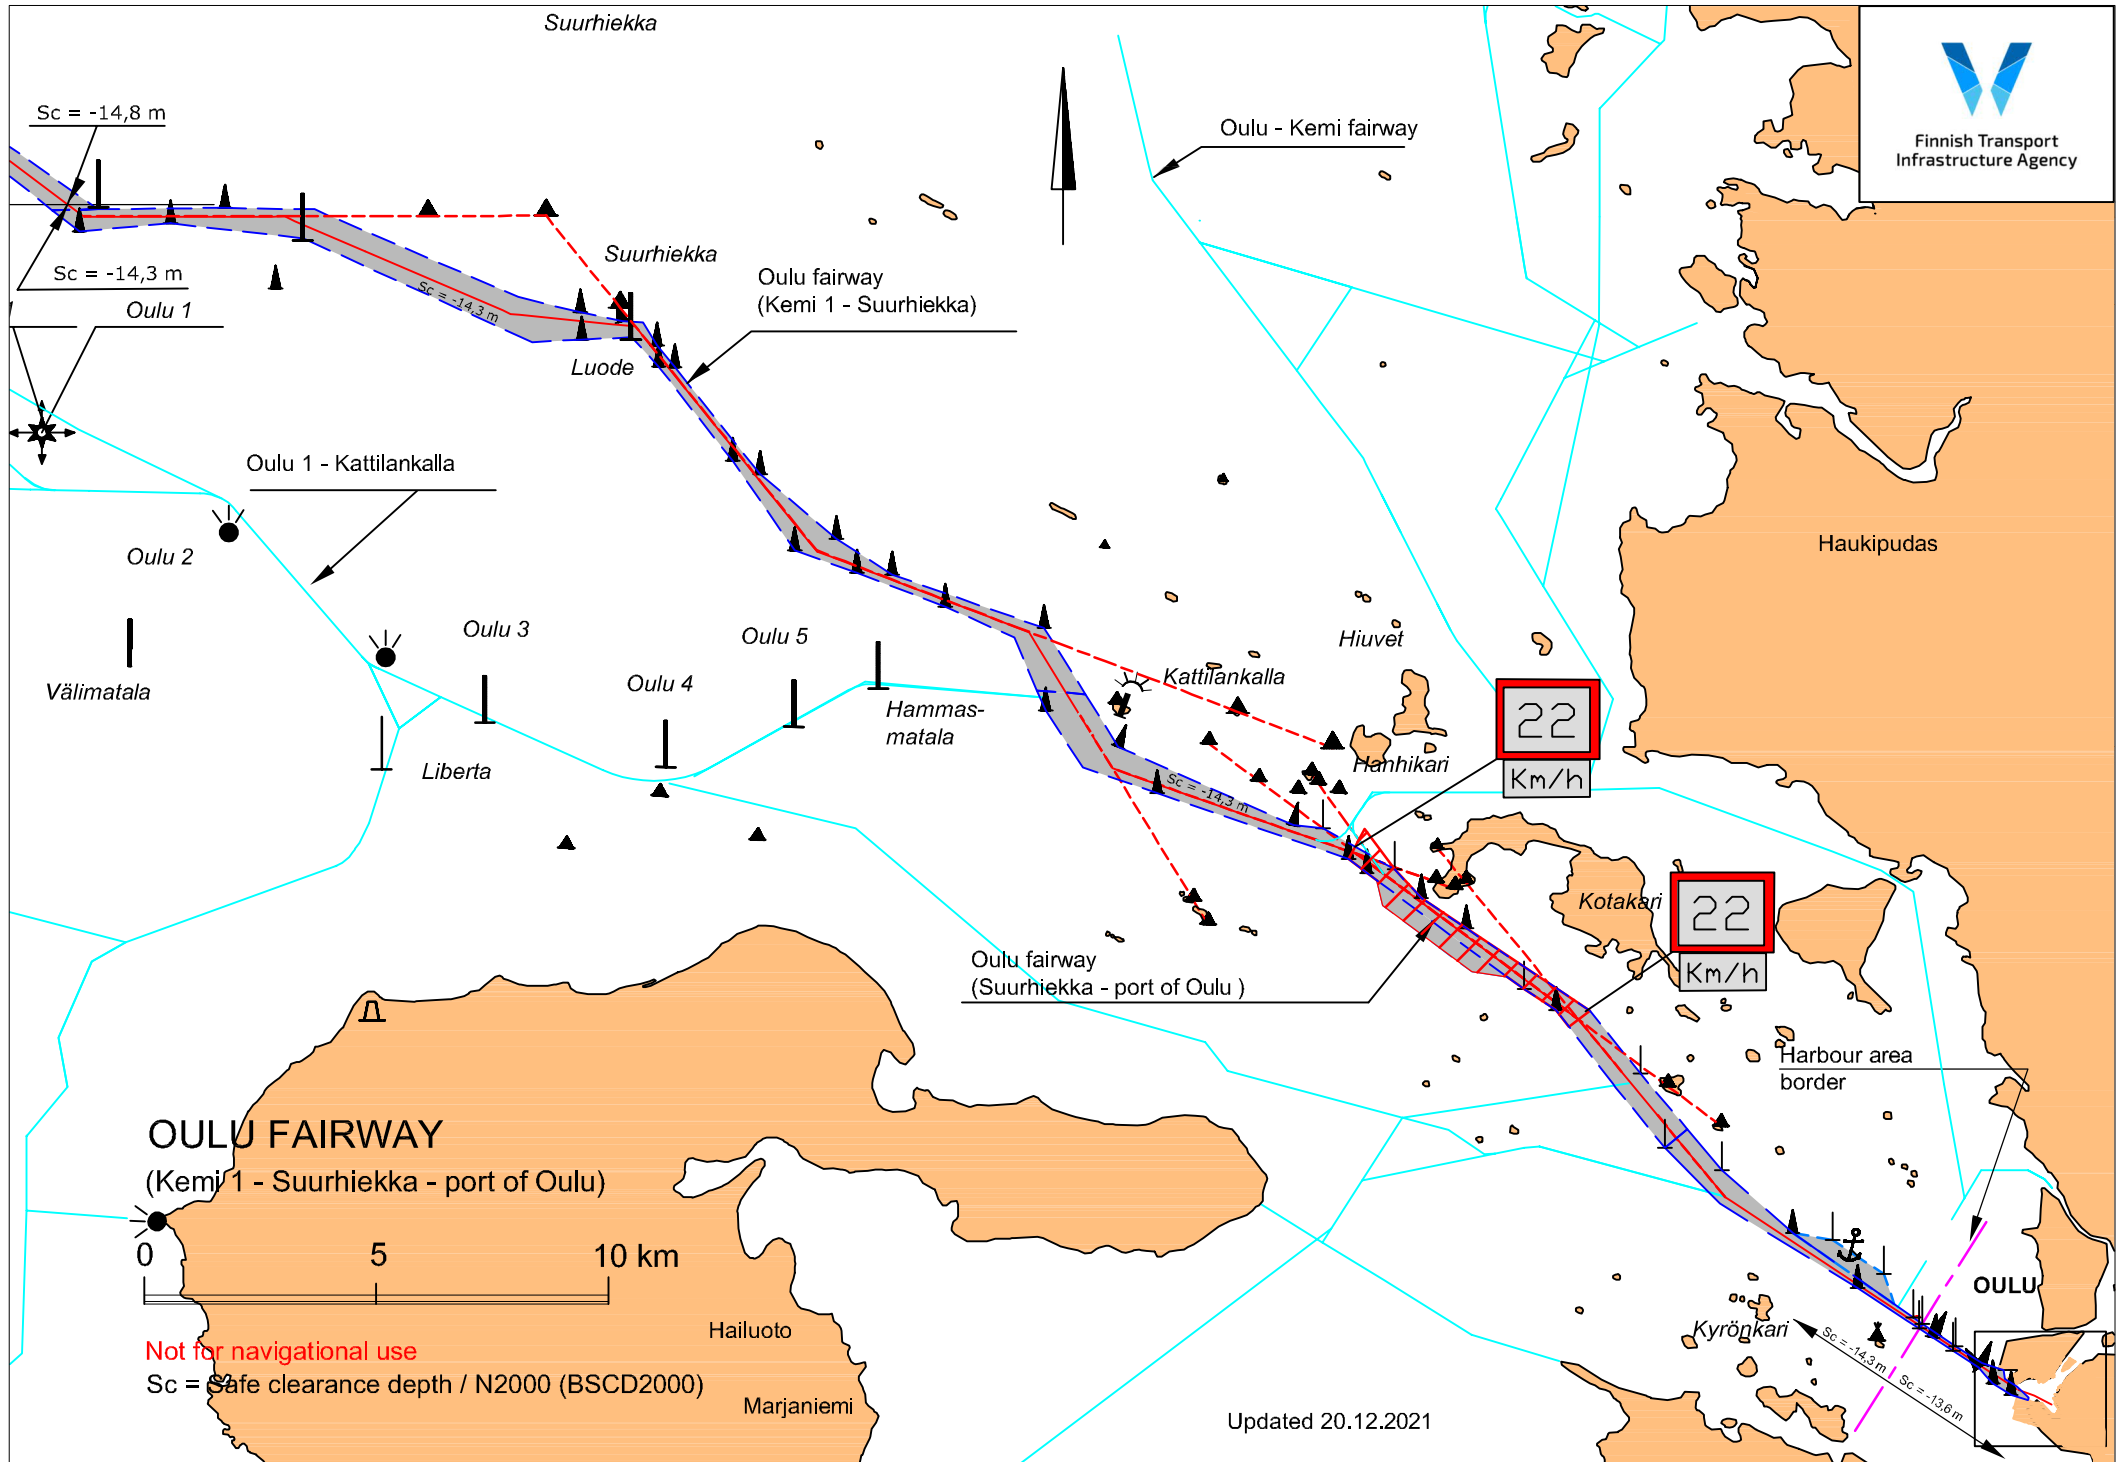 Suurhiekka
Finnish Transport
Infrastructure Agency
Sc = -14,8 m
Oulu - Kemi fairway
Sc = -14,3 m
Oulu 1
Suurhiekka
Oulu fairway
(Kemi 1 - Suurhiekka)
Sc = -14,3 m
Luode
Oulu 1 - Kattilankalla
Oulu 2
Haukipudas
Oulu 3
Oulu 5
Hiuvet
Välimatala
Oulu 4
Kattilankalla
Hammas-
matala
22
Km/h
Liberta
Hanhikari
Sc = -14,3 m
Kotakari
22
Km/h
Oulu fairway
(Suurhiekka - port of Oulu )
Harbour area
border
OULU FAIRWAY
(Kemi 1 - Suurhiekka - port of Oulu)
0 5 10 km
OULU
Hailuoto
Kyrönkari
Sc = -14,3 m
Sc = -13,6 m
Not for navigational use
Sc = Safe clearance depth / N2000 (BSCD2000)
Marjaniemi
Updated 20.12.2021